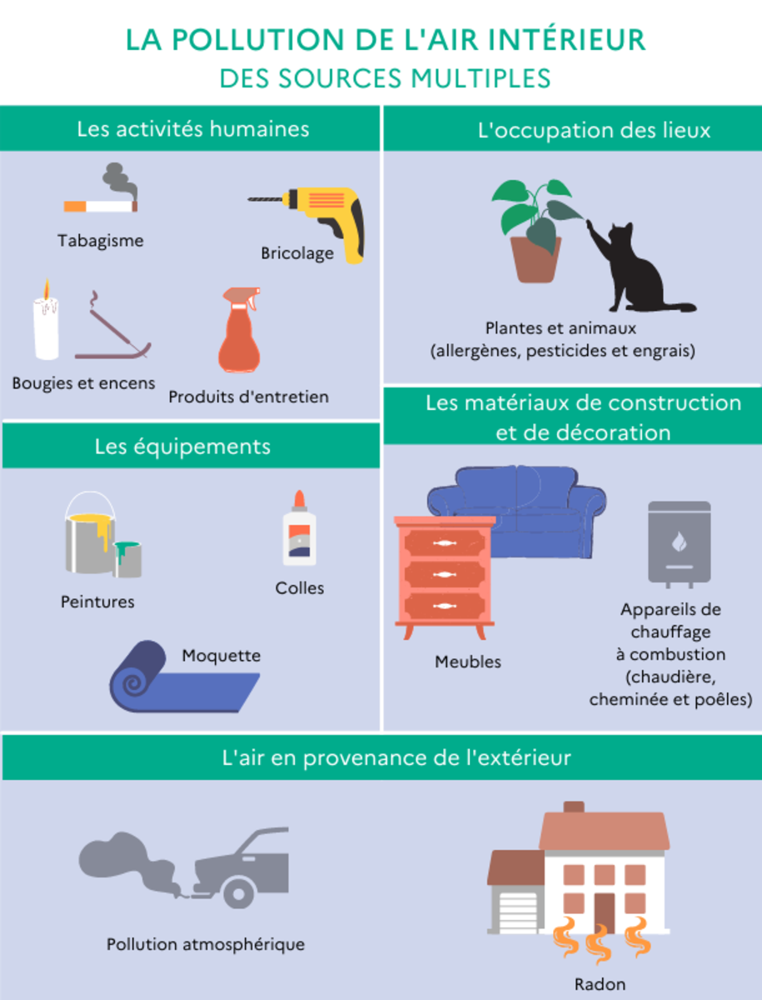 LA POLLUTION DE L'AIR INTÉRIEUR
DES SOURCES MULTIPLES
Les activités humaines
Tabagisme
Bricolage
Bougies et encens
Produits d'entretien
L'occupation des lieux
Plantes et animaux
(allergènes, pesticides et engrais)
Les équipements
Peintures
Colles
Moquette
Les matériaux de construction
et de décoration
Meubles
Appareils de
chauffage
à combustion
(chaudière,
cheminée et poêles)
L'air en provenance de l'extérieur
Pollution atmosphérique
Radon